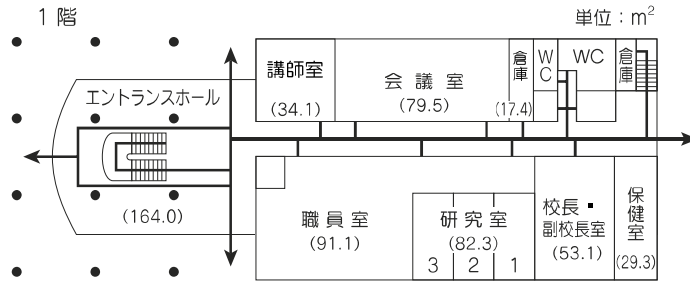 1階
単位：m²
講師室
(34.1)
会議室
(79.5)
倉庫
(17.4)
WC
WC
倉庫
エントランスホール
(164.0)
職員室
(91.1)
研究室
(82.3)
3 2 1
校長・
副校長室
(53.1)
保健室
(29.3)